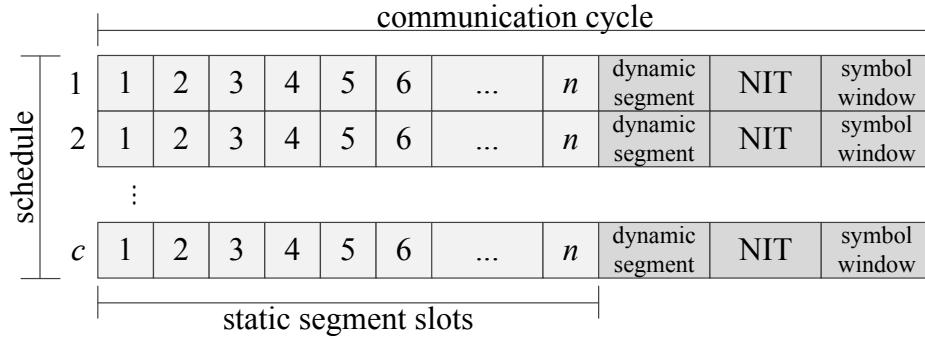 communication cycle
schedule
1 1 2 3 4 5 6 ... n dynamic segment NIT symbol window
2 1 2 3 4 5 6 ... n dynamic segment NIT symbol window
⋮
c 1 2 3 4 5 6 ... n dynamic segment NIT symbol window
static segment slots